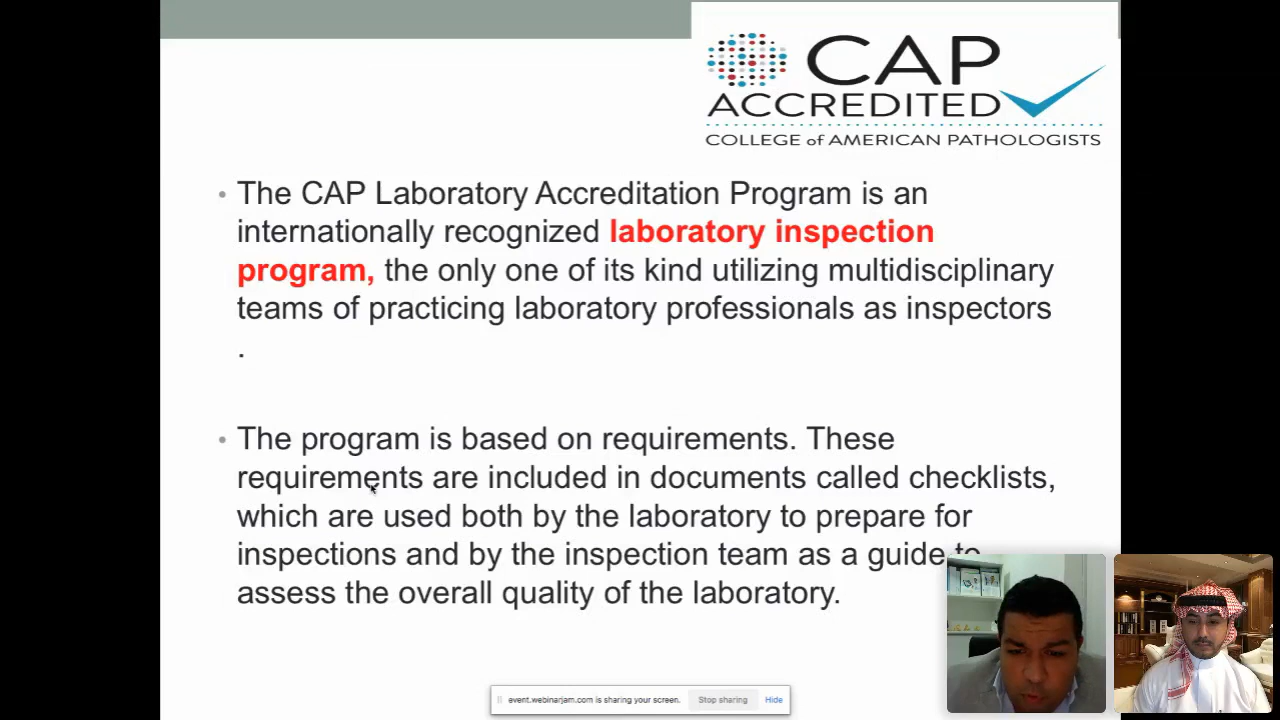 CAP
ACCREDITED
COLLEGE of AMERICAN PATHOLOGISTS
• The CAP Laboratory Accreditation Program is an
internationally recognized laboratory inspection
program, the only one of its kind utilizing multidisciplinary
teams of practicing laboratory professionals as inspectors
.
• The program is based on requirements. These
requirements are included in documents called checklists,
which are used both by the laboratory to prepare for
inspections and by the inspection team as a guide to
assess the overall quality of the laboratory.
event.webinarjam.com is sharing your screen. Stop sharing Hide